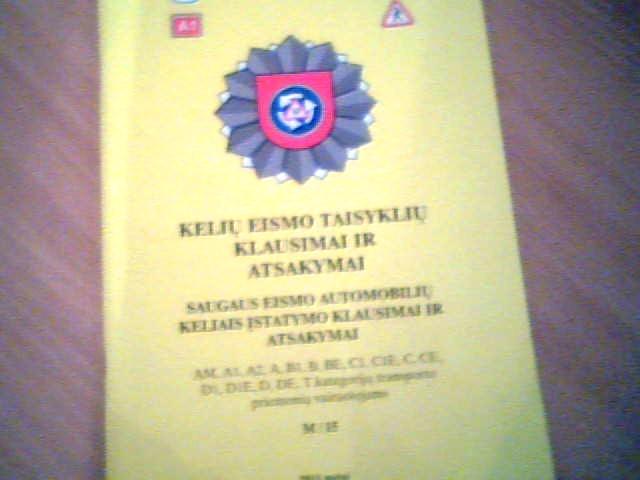 A1
KELIŲ EISMO TAISYKLIŲ
KLAUSIMAI IR
ATSAKYMAI
SAUGAUS EISMO AUTOMOBILIŲ
KELIAIS ĮSTATYMO KLAUSIMAI IR
ATSAKYMAI
AM, A1, A2, A, B1, B, BE, C1, C1E, C, CE,
D1, D1E, D, DE, T kategorijų transporto
priemonių vairuotojams
M / 15